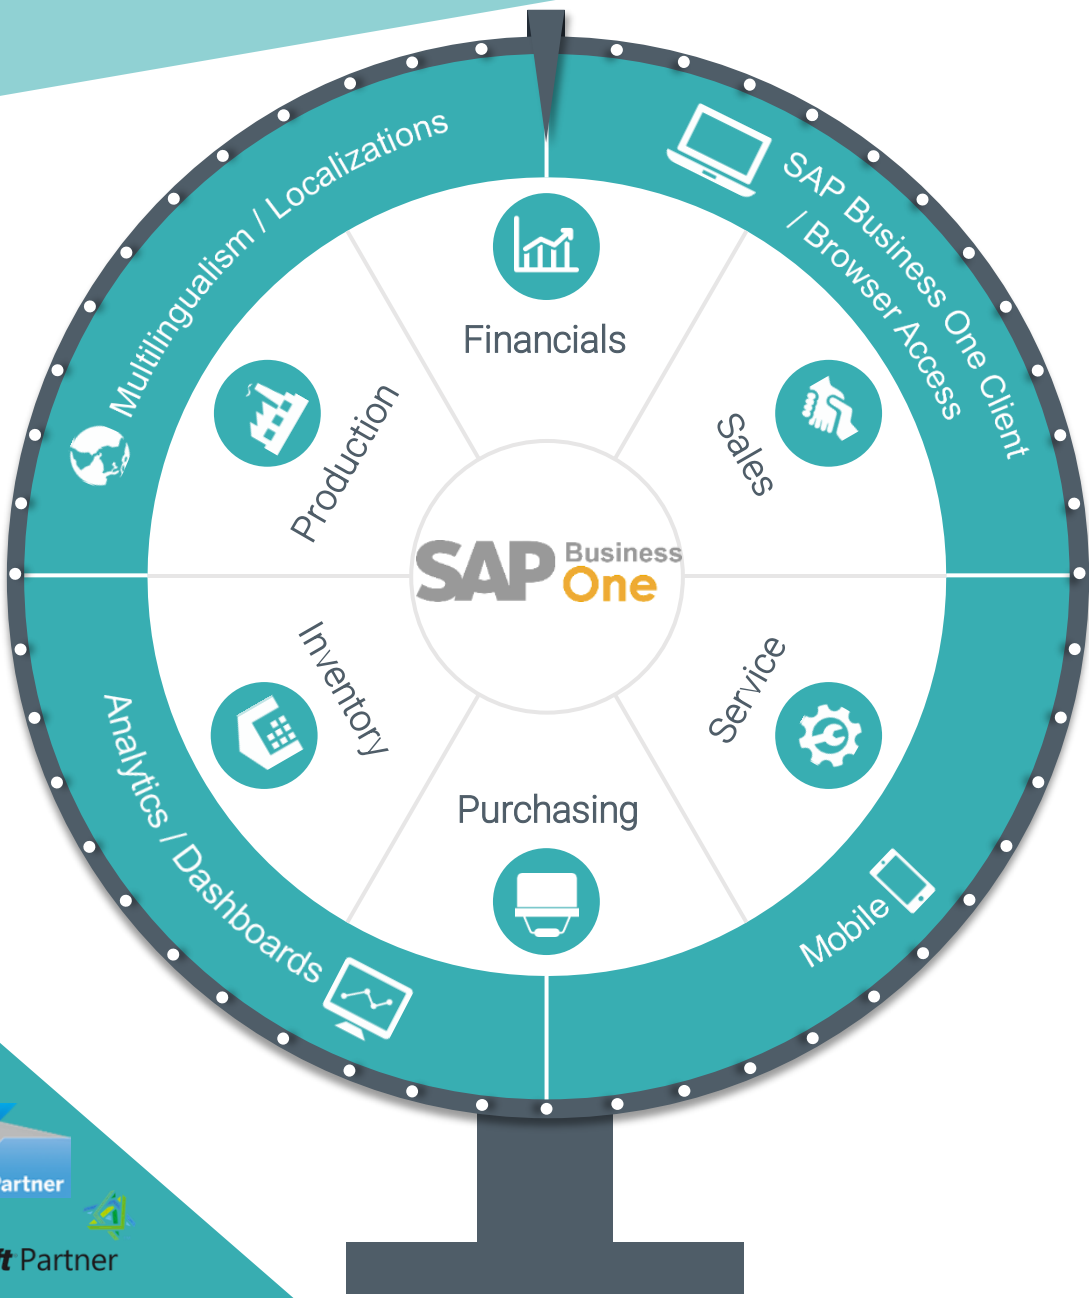 Multilingualism / Localizations
SAP Business One Client
/ Browser Access
Financials
Production
Sales
SAP Business
One
Inventory
Service
Purchasing
Analytics / Dashboards
Mobile
Partner